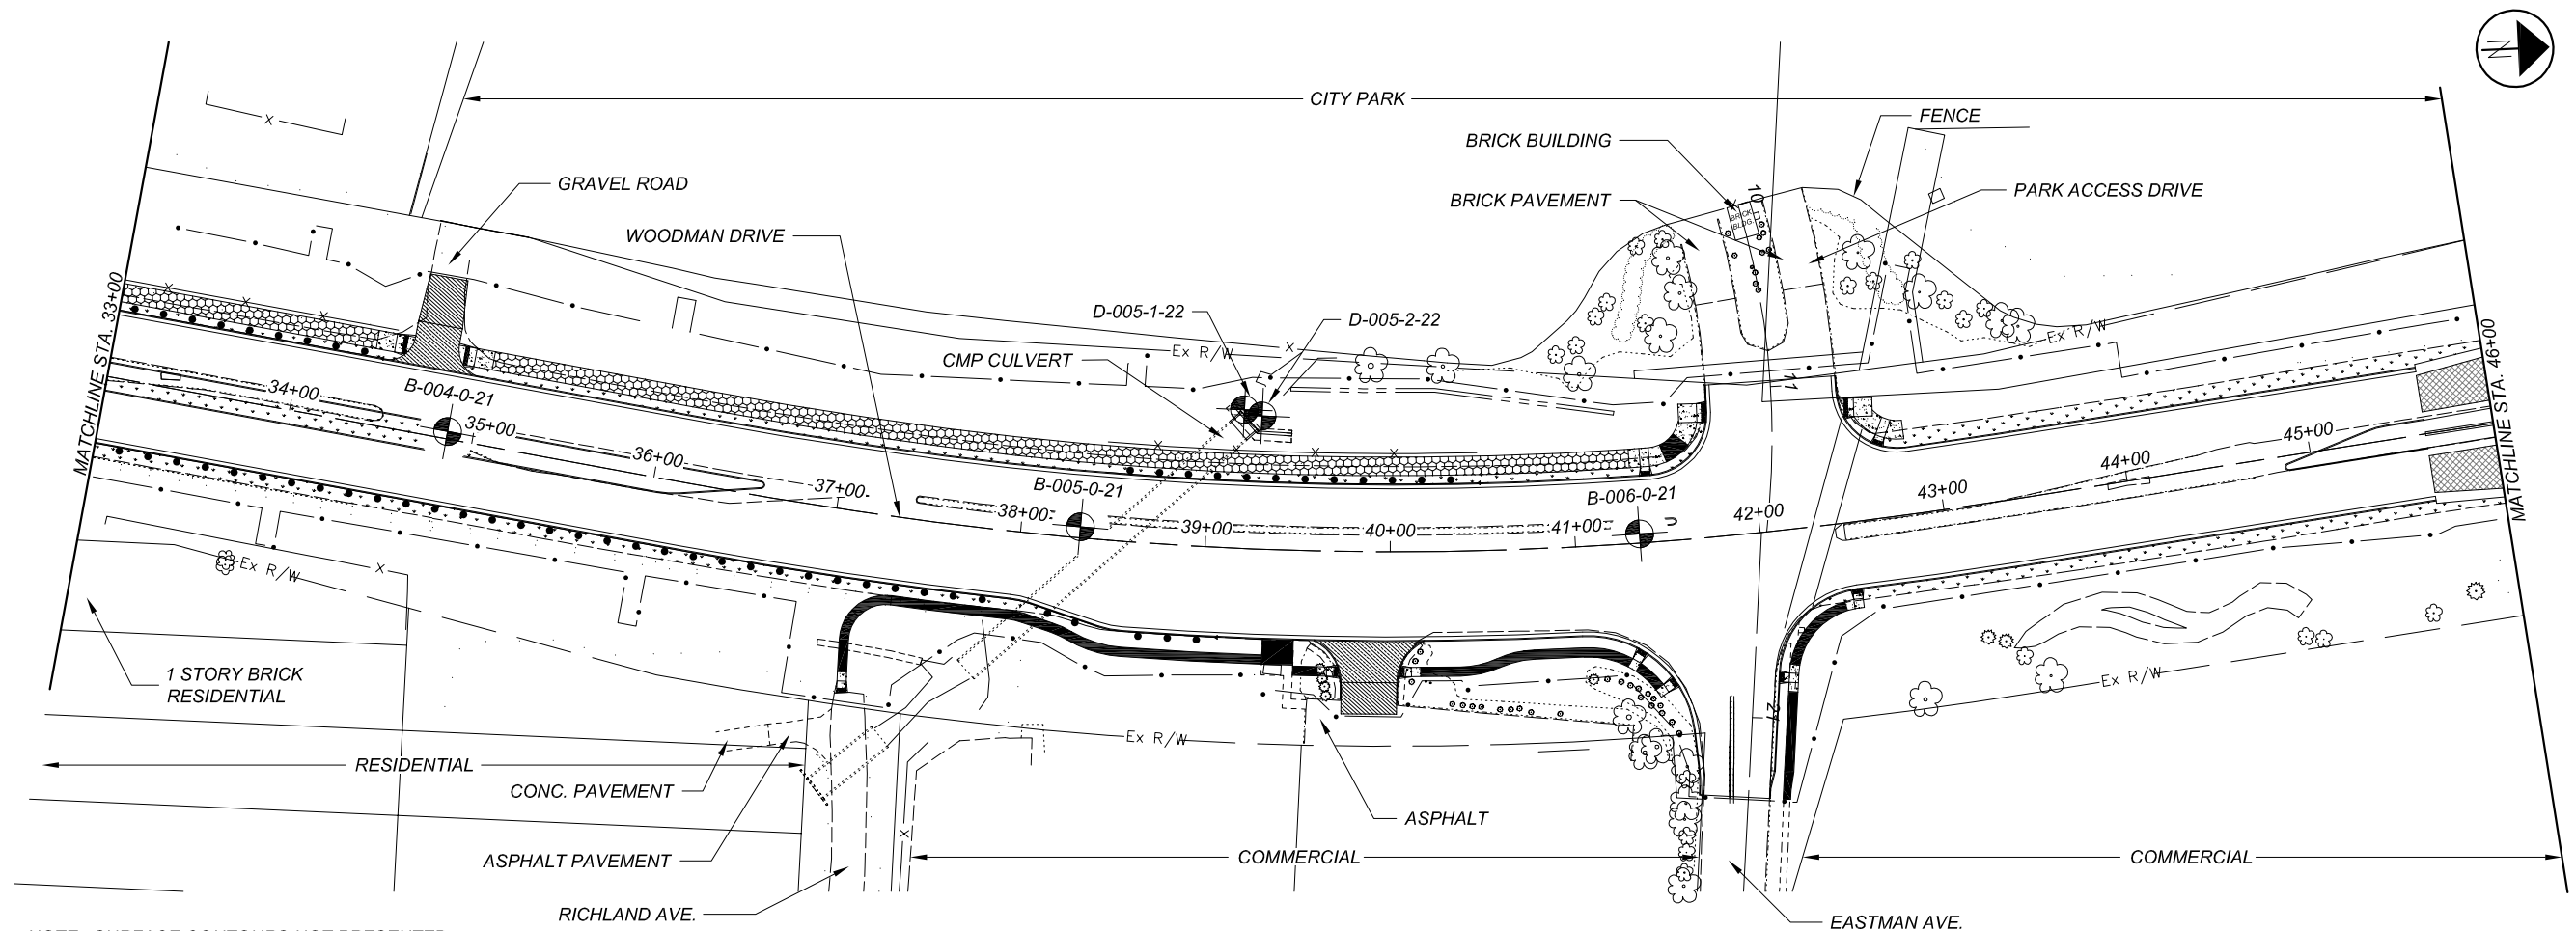 N
CITY PARK
FENCE
BRICK BUILDING
GRAVEL ROAD
BRICK PAVEMENT
10
PARK ACCESS DRIVE
BRICK
BLDG.
WOODMAN DRIVE
MATCHLINE STA. 33+00
D-005-1-22
D-005-2-22
CMP CULVERT
Ex R/W
Ex R/W
MATCHLINE STA. 46+00
X
X
X
X
X
X
X
X
11
34+00
B-004-0-21
35+00
36+00
37+00
B-005-0-21
38+00
39+00
40+00
41+00
B-006-0-21
42+00
43+00
44+00
45+00
Ex R/W
X
1 STORY BRICK
RESIDENTIAL
Ex R/W
Ex R/W
RESIDENTIAL
CONC. PAVEMENT
ASPHALT
X
ASPHALT PAVEMENT
COMMERCIAL
COMMERCIAL
RICHLAND AVE.
EASTMAN AVE.